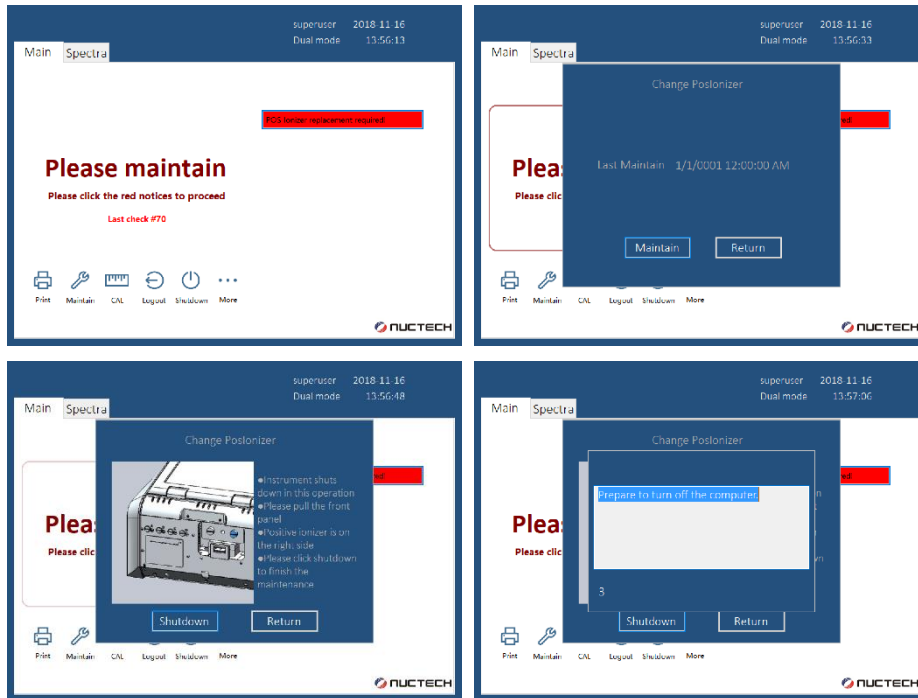 superuser 2018-11-16
Dual mode 13:56:13
Main Spectra
POS Ionizer replacement required!
Please maintain
Please click the red notices to proceed
Last check #70
Print Maintain CAL Logout Shutdown More
NUCTECH
superuser 2018-11-16
Dual mode 13:56:33
Main Spectra
Change PosIonizer
ed!
Last Maintain 1/1/0001 12:00:00 AM
Pleas
Please clic
Maintain Return
Print Maintain CAL Logout Shutdown More
NUCTECH
superuser 2018-11-16
Dual mode 13:56:48
Main Spectra
Change PosIonizer
ed!
●Instrument shuts
down in this operation
●Please pull the front
panel
●Positive ionizer is on
the right side
●Please click shutdown
to finish the
maintenance
Pleas
Please clic
Shutdown Return
Print Maintain CAL Logout Shutdown More
NUCTECH
superuser 2018-11-16
Dual mode 13:57:06
Main Spectra
Change PosIonizer
ed!
Prepare to turn off the computer.
n
Pleas
Please clic
wn
3
Shutdown Return
Print Maintain CAL Logout Shutdown More
NUCTECH